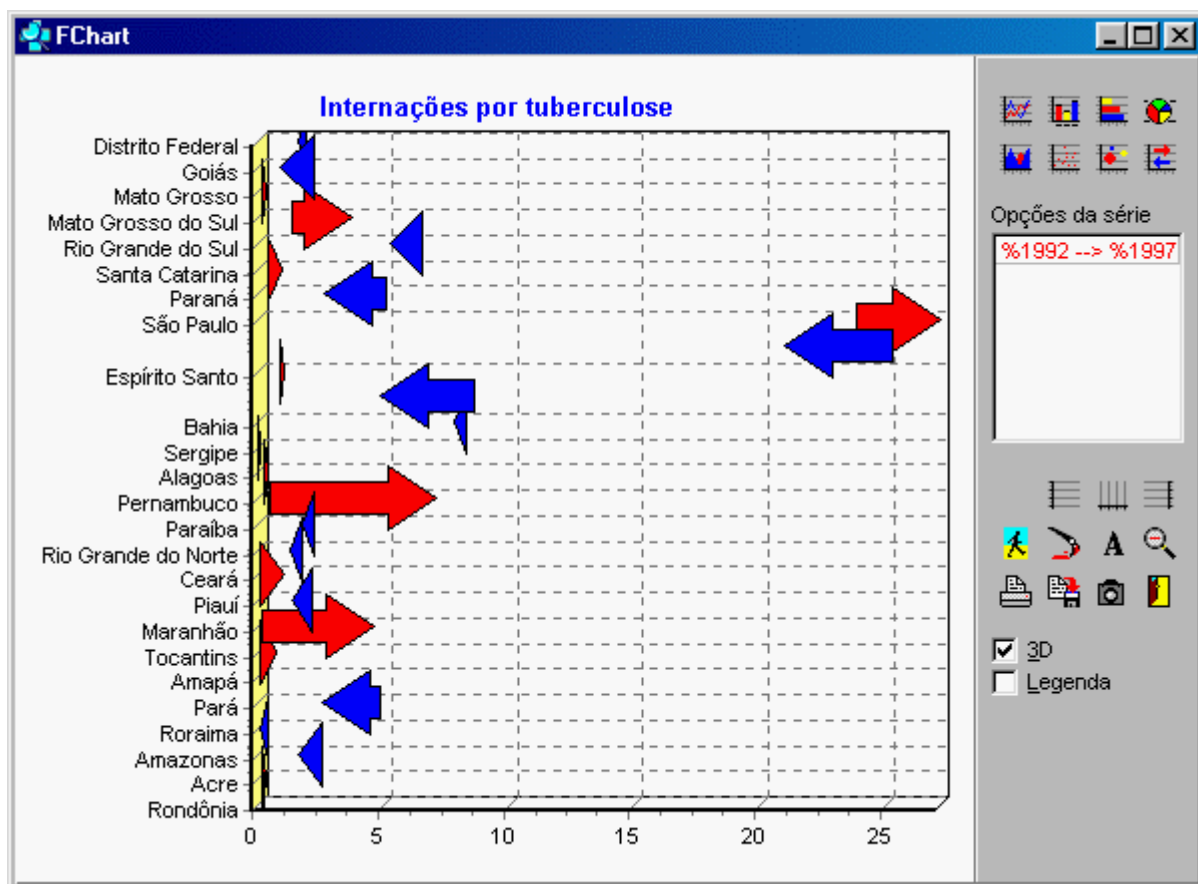 FChart
Internações por tuberculose
Distrito Federal
Goiás
Mato Grosso
Mato Grosso do Sul
Rio Grande do Sul
Santa Catarina
Paraná
São Paulo
Espírito Santo
Bahia
Sergipe
Alagoas
Pernambuco
Paraíba
Rio Grande do Norte
Ceará
Piauí
Maranhão
Tocantins
Amapá
Pará
Roraima
Amazonas
Acre
Rondônia
0 5 10 15 20 25
Opções da série
%1992 --> %1997
A
3D
Legenda